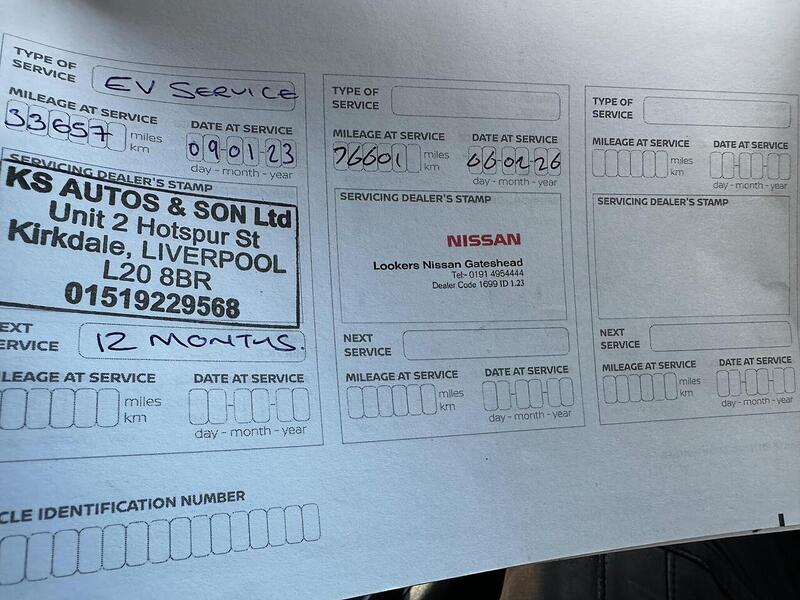 TYPE OF SERVICE EV SERVICE
MILEAGE AT SERVICE DATE AT SERVICE
33657 miles km 09-01-23
day - month - year
SERVICING DEALER'S STAMP
KS AUTOS & SON Ltd
Unit 2 Hotspur St
Kirkdale, LIVERPOOL
L20 8BR
01519229568
EXT ERVICE 12 MONTHS.
LEAGE AT SERVICE DATE AT SERVICE
miles km
day - month - year
CLE IDENTIFICATION NUMBER
TYPE OF SERVICE
MILEAGE AT SERVICE DATE AT SERVICE
76601 miles km 66-02-26
day - month - year
SERVICING DEALER'S STAMP
NISSAN
Lookers Nissan Gateshead
Tel:- 0191 4954444
Dealer Code 1699 ID 1.23
NEXT SERVICE
MILEAGE AT SERVICE DATE AT SERVICE
miles km
day - month - year
TYPE OF SERVICE
MILEAGE AT SERVICE DATE AT SERVICE
miles km
day - month - year
SERVICING DEALER'S STAMP
NEXT SERVICE
MILEAGE AT SERVICE DATE AT SERVICE
miles km
day - month - year